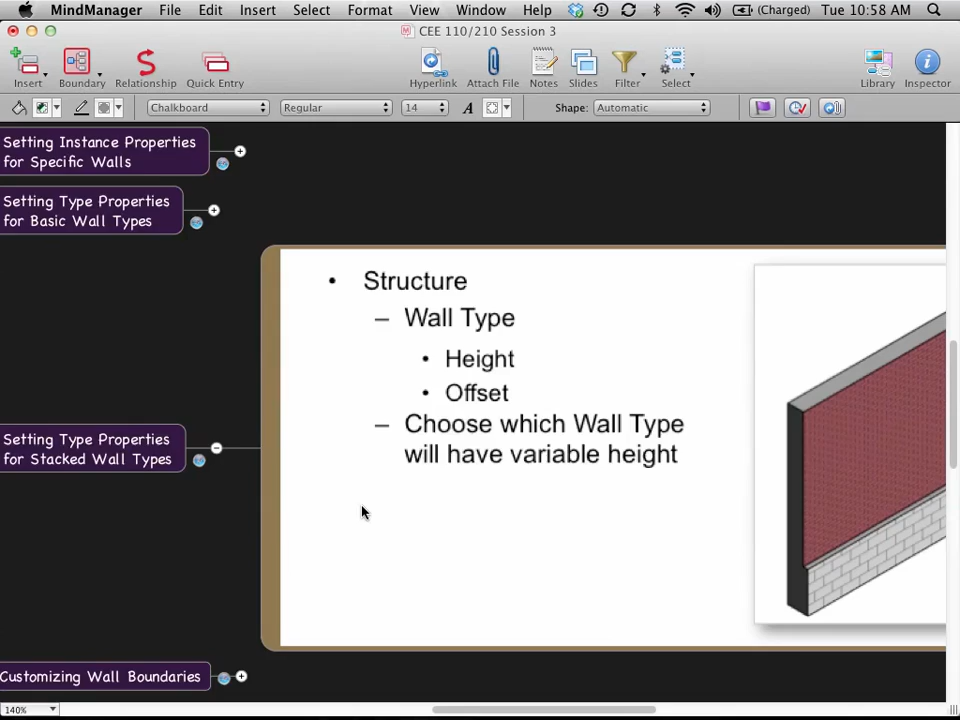 MindManager File Edit Insert Select Format View Window Help (Charged) Tue 10:58 AM
CEE 110/210 Session 3
Insert Boundary Relationship Quick Entry Hyperlink Attach File Notes Slides Filter Select Library Inspector
Chalkboard Regular 14 A Shape: Automatic
Setting Instance Properties
for Specific Walls
Setting Type Properties
for Basic Wall Types
• Structure
– Wall Type
• Height
• Offset
– Choose which Wall Type
will have variable height
Setting Type Properties
for Stacked Wall Types
Customizing Wall Boundaries
140%